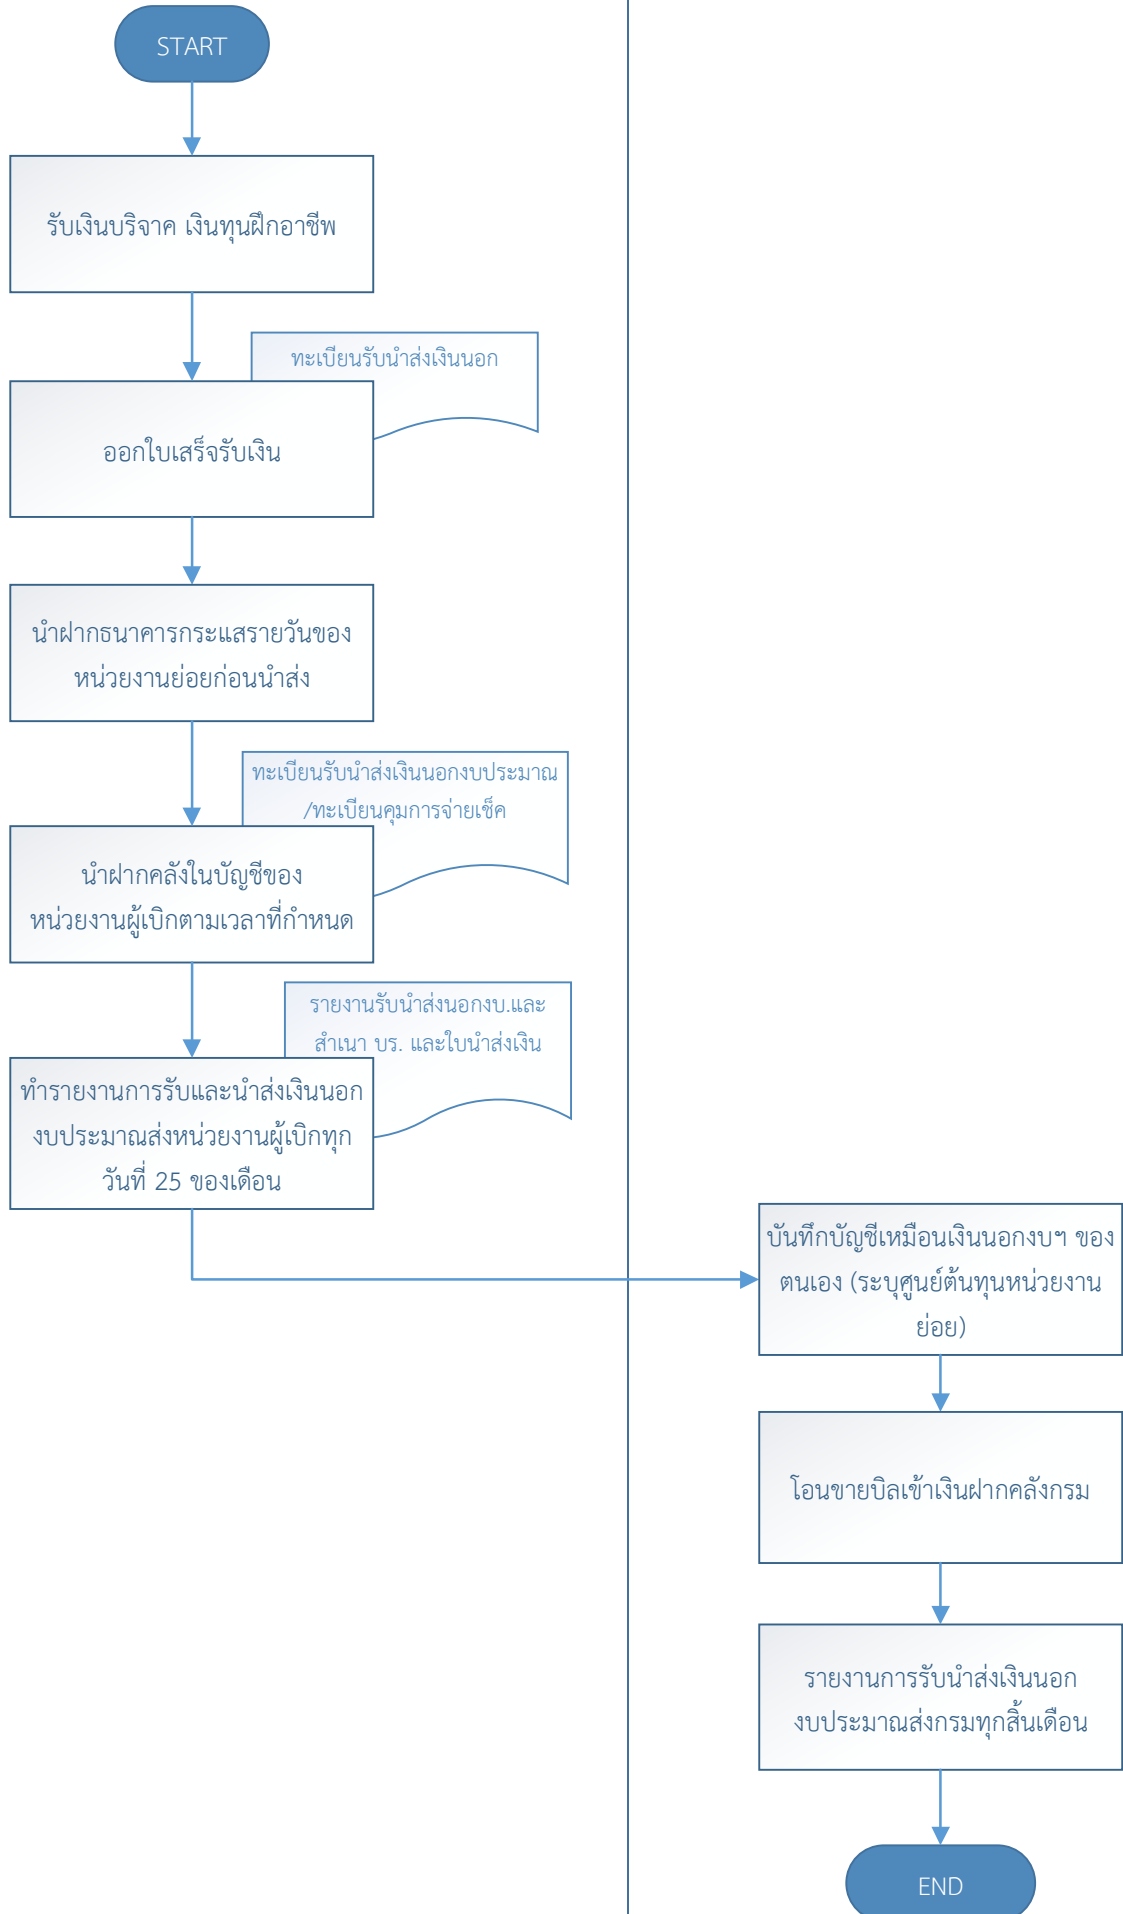 START
รับเงินบริจาค เงินทุนฝึกอาชีพ
ทะเบียนรับนำส่งเงินนอก
ออกใบเสร็จรับเงิน
นำฝากธนาคารกระแสรายวันของ
หน่วยงานย่อยก่อนนำส่ง
ทะเบียนรับนำส่งเงินนอกงบประมาณ
/ทะเบียนคุมการจ่ายเช็ค
นำฝากคลังในบัญชีของ
หน่วยงานผู้เบิกตามเวลาที่กำหนด
รายงานรับนำส่งนอกงบ.และ
สำเนา บร. และใบนำส่งเงิน
ทำรายงานการรับและนำส่งเงินนอก
งบประมาณส่งหน่วยงานผู้เบิกทุก
วันที่ 25 ของเดือน
บันทึกบัญชีเหมือนเงินนอกงบฯ ของ
ตนเอง (ระบุศูนย์ต้นทุนหน่วยงาน
ย่อย)
โอนขายบิลเข้าเงินฝากคลังกรม
รายงานการรับนำส่งเงินนอก
งบประมาณส่งกรมทุกสิ้นเดือน
END